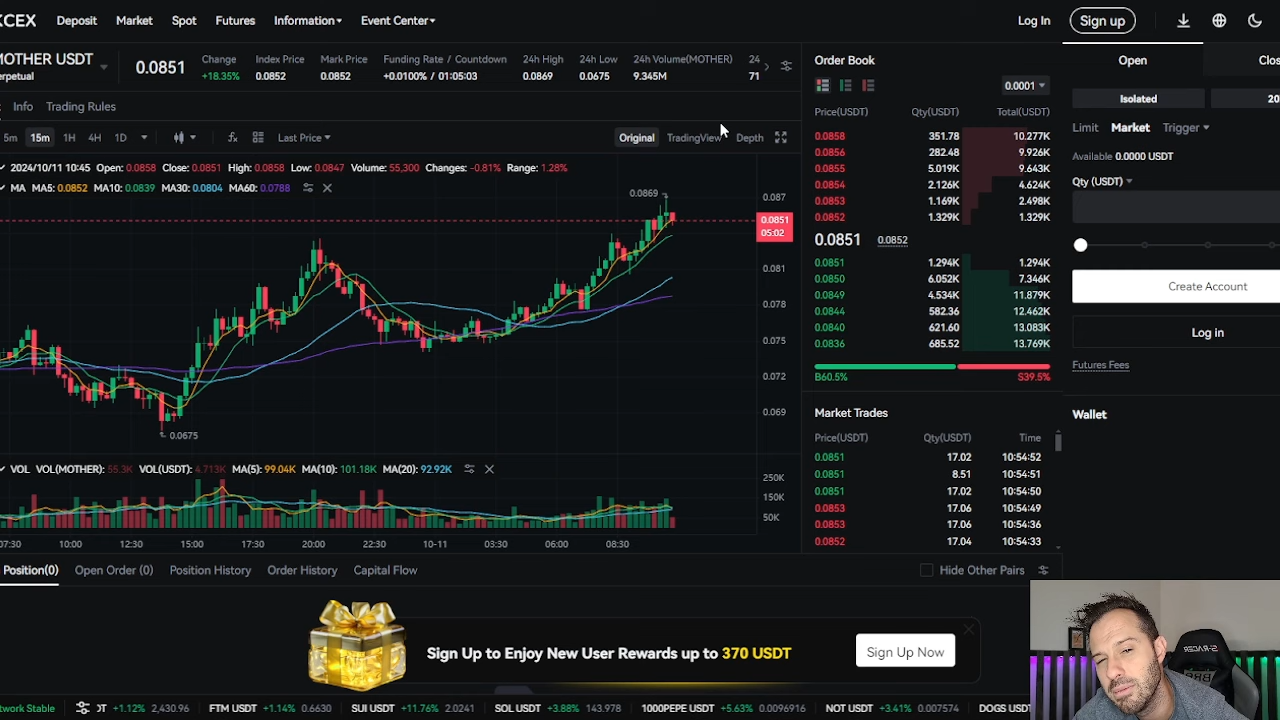 KCEX Deposit Market Spot Futures Information Event Center Log In Sign up
MOTHER USDT
Perpetual
0.0851
Change
+18.35%
Index Price
0.0852
Mark Price
0.0852
Funding Rate / Countdown
+0.0100% / 01:05:03
24h High
0.0869
24h Low
0.0675
24h Volume(MOTHER)
9.345M
24
71
Info Trading Rules
5m 15m 1H 4H 1D Last Price Original TradingView Depth
2024/10/11 10:45 Open: 0.0858 Close: 0.0851 High: 0.0858 Low: 0.0847 Volume: 55,300 Changes: -0.81% Range: 1.28%
MA MA5: 0.0852 MA10: 0.0839 MA30: 0.0804 MA60: 0.0788
0.0869
0.0675
0.087
0.0851
05:02
0.081
0.078
0.075
0.072
0.069
VOL VOL(MOTHER): 55.3K VOL(USDT): 4.713K MA(5): 99.04K MA(10): 101.18K MA(20): 92.92K
250K
150K
50K
07:30 10:00 12:30 15:00 17:30 20:00 22:30 10-11 03:30 06:00 08:30
Order Book
0.0001
Price(USDT) Qty(USDT) Total(USDT)
0.0858 351.78 10.277K
0.0856 282.48 9.926K
0.0855 5.019K 9.643K
0.0854 2.126K 4.624K
0.0853 1.169K 2.498K
0.0852 1.329K 1.329K
0.0851 0.0852
0.0851 1.294K 1.294K
0.0850 6.052K 7.346K
0.0849 4.534K 11.879K
0.0844 582.36 12.462K
0.0840 621.60 13.083K
0.0836 685.52 13.769K
B60.5% S39.5%
Market Trades
Price(USDT) Qty(USDT) Time
0.0851 17.02 10:54:52
0.0851 8.51 10:54:51
0.0851 17.02 10:54:50
0.0853 17.06 10:54:49
0.0853 17.06 10:54:36
0.0852 17.04 10:54:33
Open Clos
Isolated 20
Limit Market Trigger
Available 0.0000 USDT
Qty (USDT)
Create Account
Log in
Futures Fees
Wallet
Position(0) Open Order (0) Position History Order History Capital Flow Hide Other Pairs
Sign Up to Enjoy New User Rewards up to 370 USDT
Sign Up Now
S-RACER
etwork Stable DT +1.12% 2,430.96 FTM USDT +1.14% 0.6630 SUI USDT +11.76% 2.0241 SOL USDT +3.88% 143.978 1000PEPE USDT +5.63% 0.0096916 NOT USDT +3.41% 0.007574 DOGS USDT